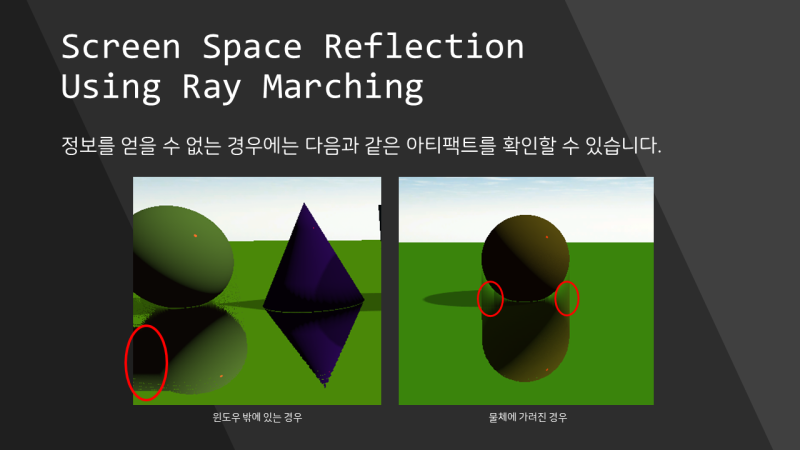 Screen Space Reflection
Using Ray Marching
정보를 얻을 수 없는 경우에는 다음과 같은 아티팩트를 확인할 수 있습니다.
윈도우 밖에 있는 경우
물체에 가려진 경우